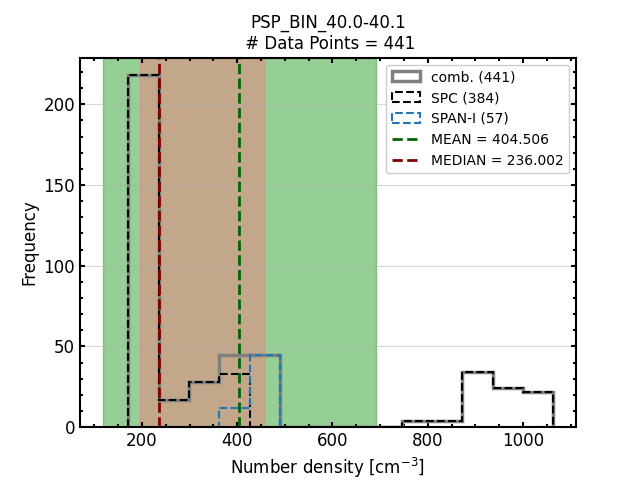 PSP_BIN_40.0-40.1
# Data Points = 441
comb. (441)
SPC (384)
SPAN-I (57)
MEAN = 404.506
MEDIAN = 236.002
Frequency
200
150
100
50
0
200 400 600 800 1000
Number density [cm⁻³]